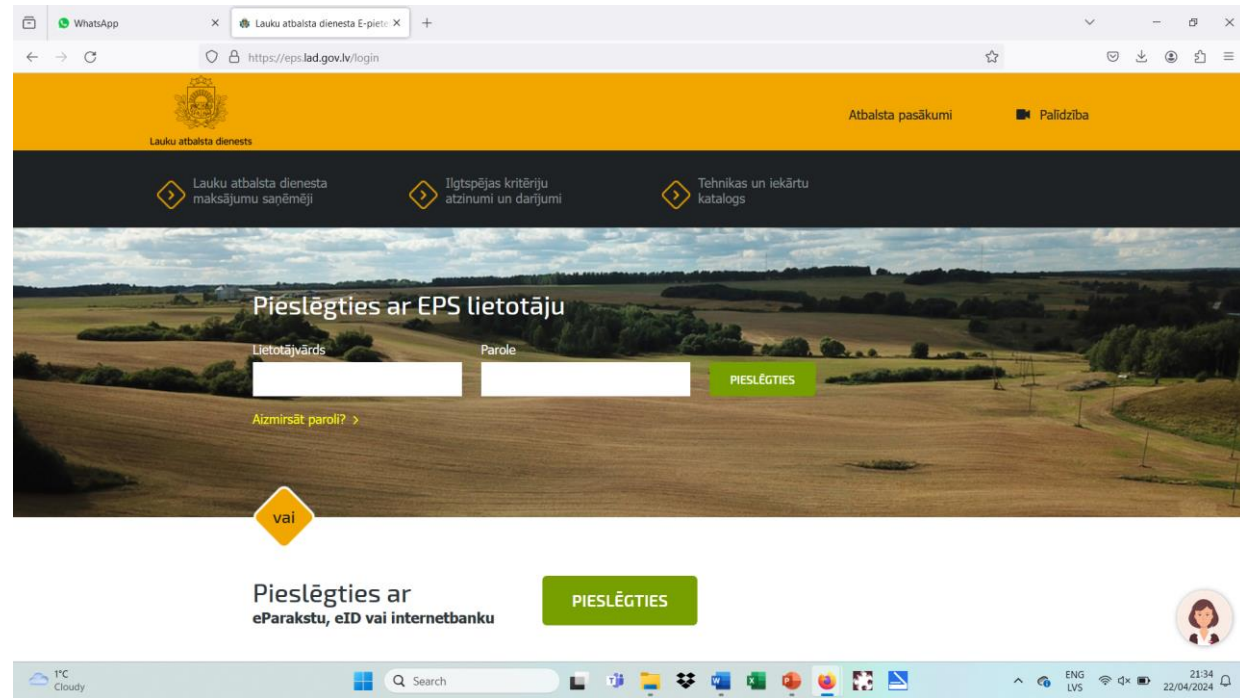 WhatsApp
Lauku atbalsta dienesta E-piete
https://eps.lad.gov.lv/login
Lauku atbalsta dienests
Atbalsta pasākumi
Palīdzība
Lauku atbalsta dienesta
maksājumu saņēmēji
Ilgtspējas kritēriju
atzinumi un darījumi
Tehnikas un iekārtu
katalogs
Pieslēgties ar EPS lietotāju
Lietotājvārds
Parole
PIESLĒGTIES
Aizmirsāt paroli?
vai
Pieslēgties ar
eParakstu, eID vai internetbanku
PIESLĒGTIES
1°C
Cloudy
Search
ENG
LVS
21:34
22/04/2024